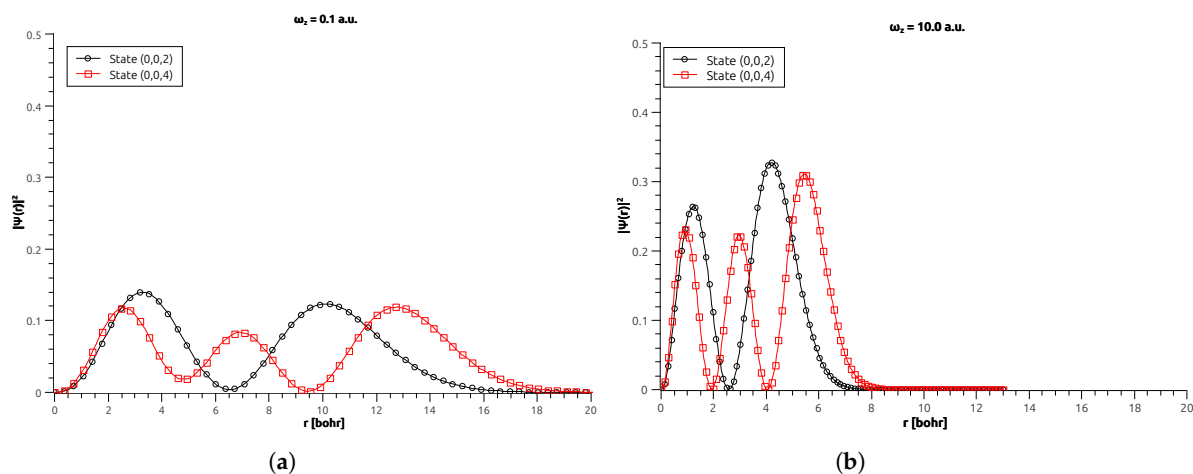 ω_z = 0.1 a.u.
0.5
0.4
0.3
0.2
0.1
0
|Ψ(r)|²
State (0,0,2)
State (0,0,4)
0 2 4 6 8 10 12 14 16 18 20
r [bohr]
(a)
ω_z = 10.0 a.u.
0.5
0.4
0.3
0.2
0.1
0
|Ψ(r)|²
State (0,0,2)
State (0,0,4)
0 2 4 6 8 10 12 14 16 18 20
r [bohr]
(b)